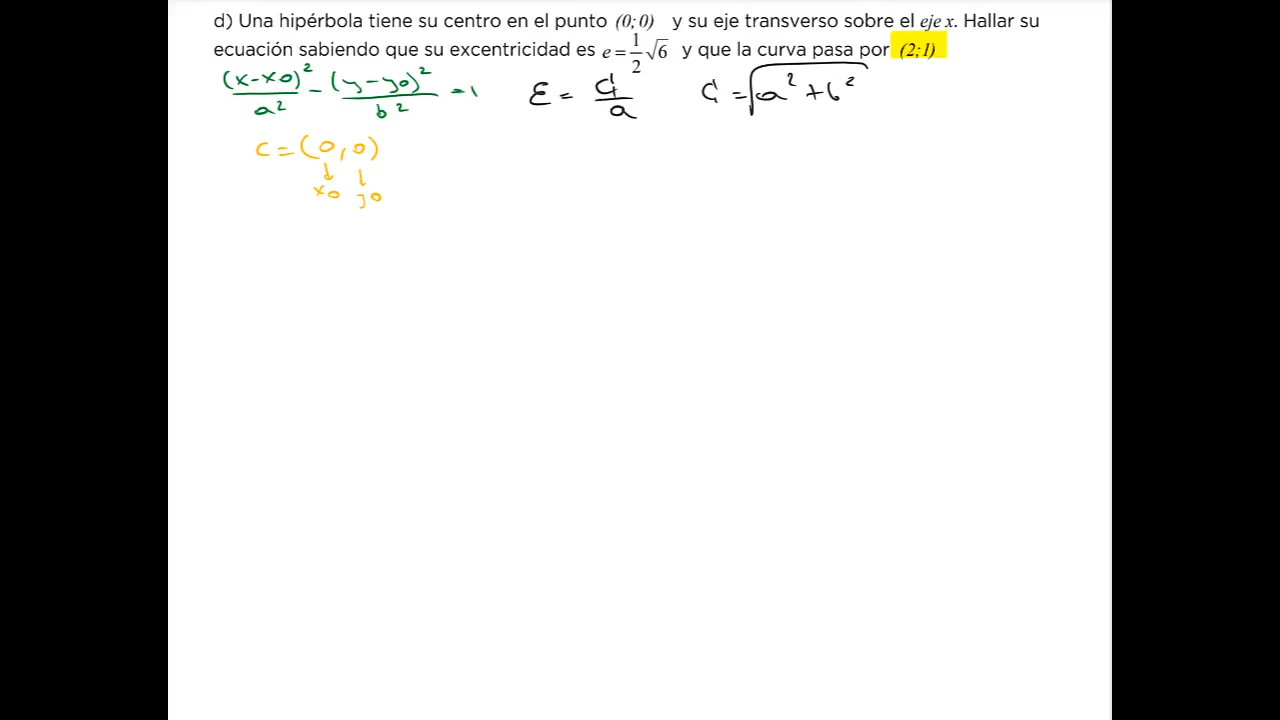 d) Una hipérbola tiene su centro en el punto (0;0) y su eje transverso sobre el eje x. Hallar su
ecuación sabiendo que su excentricidad es e = 1/2 √6 y que la curva pasa por (2;1)
(x-x0)²/a² - (y-y0)²/b² = 1 ε = C/a C = √a² + b²
C = (0,0)
↓ ↓
x0 y0